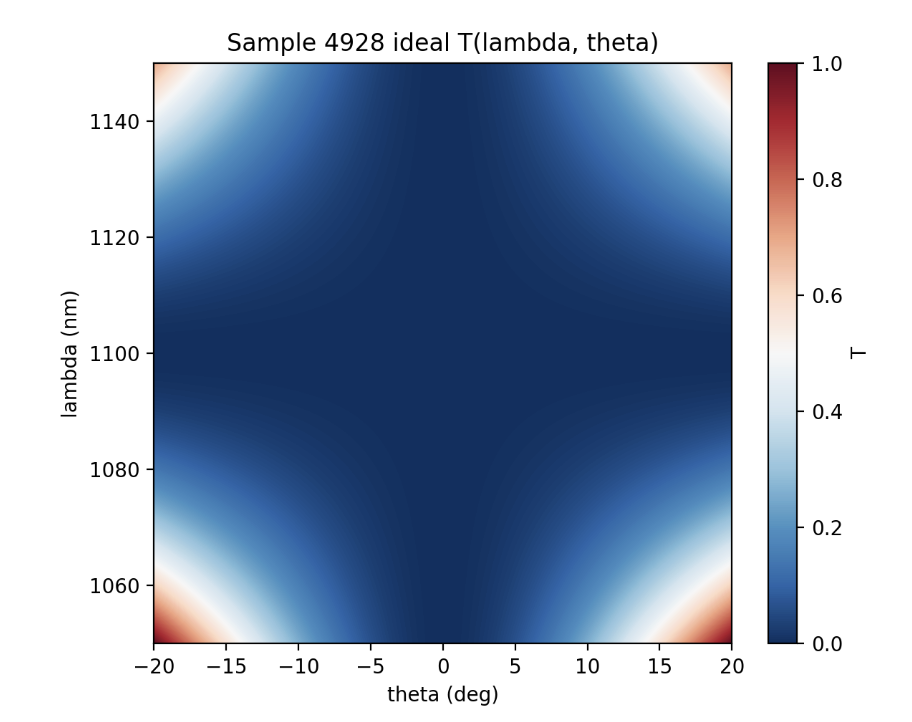 Sample 4928 ideal T(lambda, theta)
1140
1120
1100
1080
1060
lambda (nm)
−20 −15 −10 −5 0 5 10 15 20
theta (deg)
1.0
0.8
0.6
0.4
0.2
0.0
T